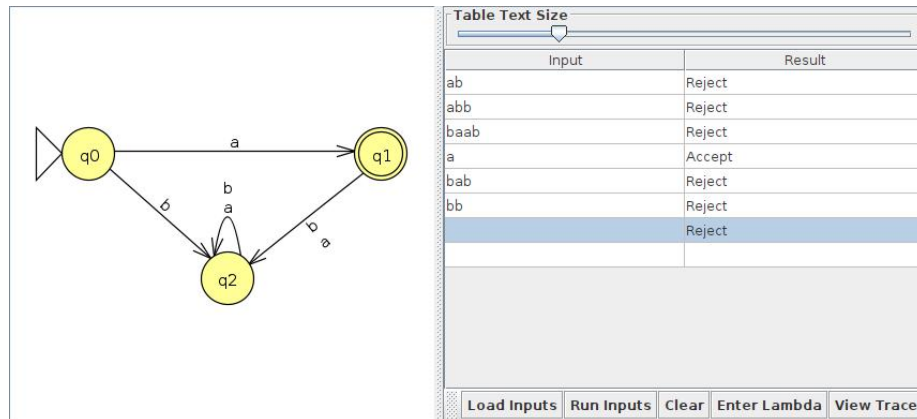 q0
a
q1
b
b
a
b
a
q2
Table Text Size
Input Result
ab Reject
abb Reject
baab Reject
a Accept
bab Reject
bb Reject
Reject
Load Inputs Run Inputs Clear Enter Lambda View Trace